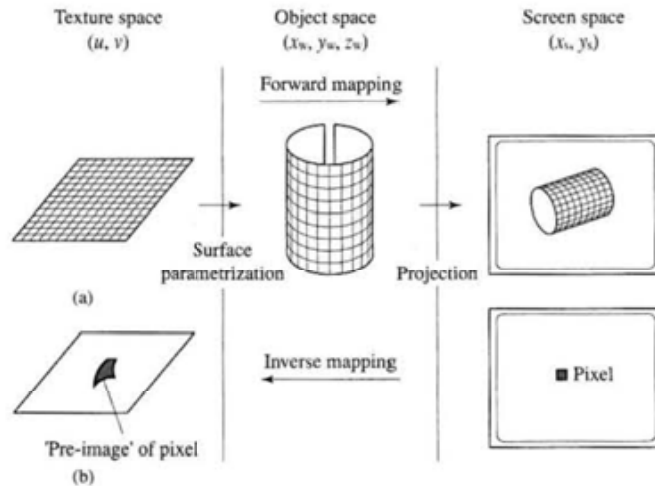 Texture space
(u, v)
Object space
(xw, yw, zw)
Screen space
(xs, ys)
Forward mapping
Surface
parametrization
Projection
(a)
Inverse mapping
Pixel
'Pre-image' of pixel
(b)